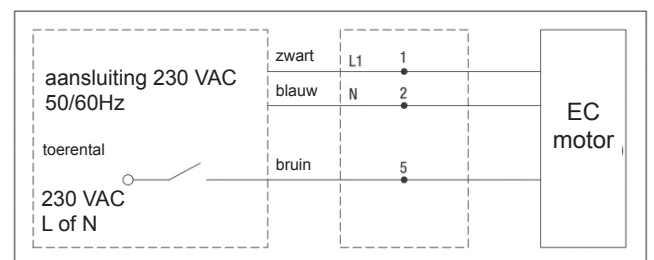 zwart
L1 1
aansluiting 230 VAC
50/60Hz
blauw
N 2
EC
motor
toerental
bruin
5
230 VAC
L of N